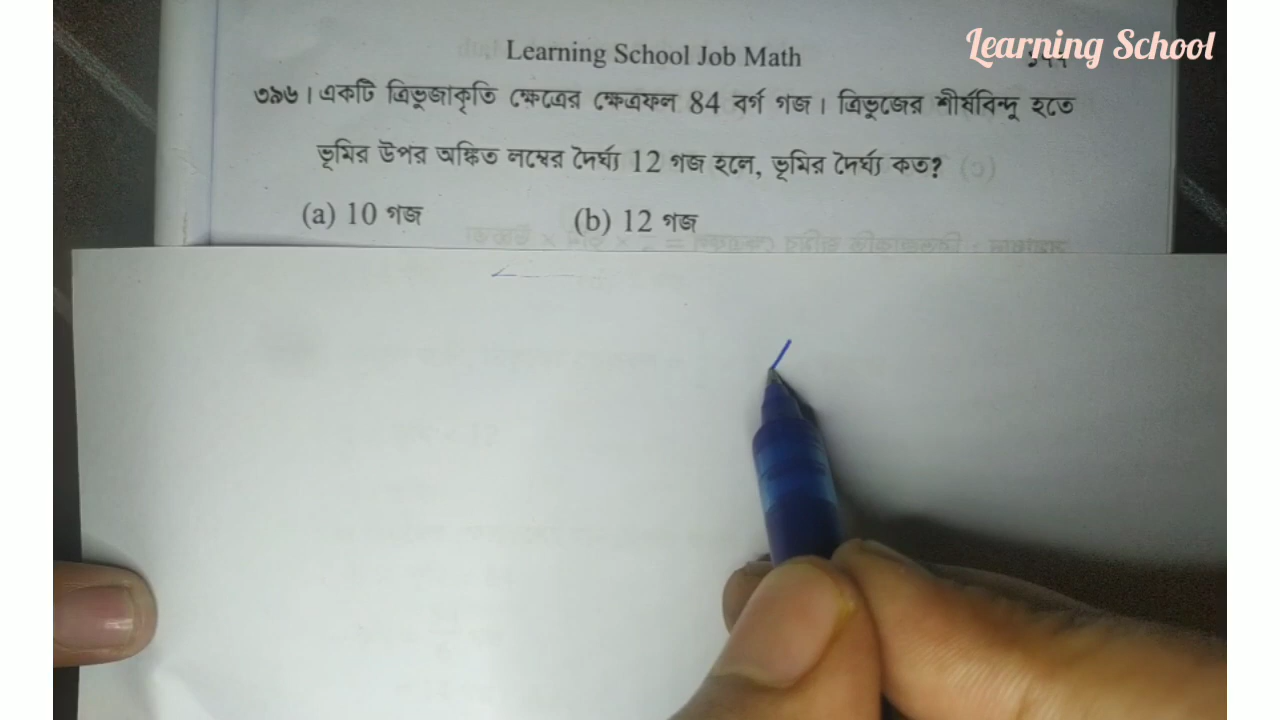 Learning School Job Math
Learning School
৩৯৬। একটি ত্রিভুজাকৃতি ক্ষেত্রের ক্ষেত্রফল 84 বর্গ গজ। ত্রিভুজের শীর্ষবিন্দু হতে
ভূমির উপর অঙ্কিত লম্বের দৈর্ঘ্য 12 গজ হলে, ভূমির দৈর্ঘ্য কত?
(a) 10 গজ (b) 12 গজ